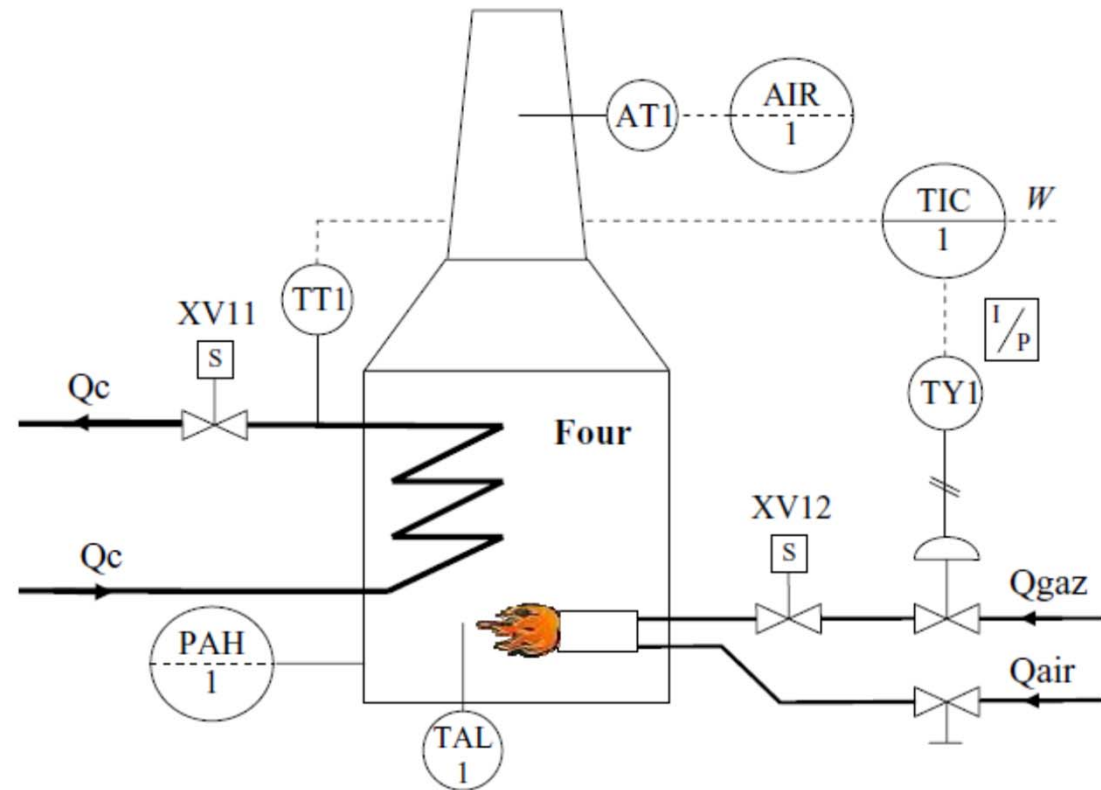 AT1
AIR
1
TIC
1
W
TT1
XV11
S
I/P
TY1
Qc
Four
XV12
S
Qc
Qgaz
PAH
1
Qair
TAL
1